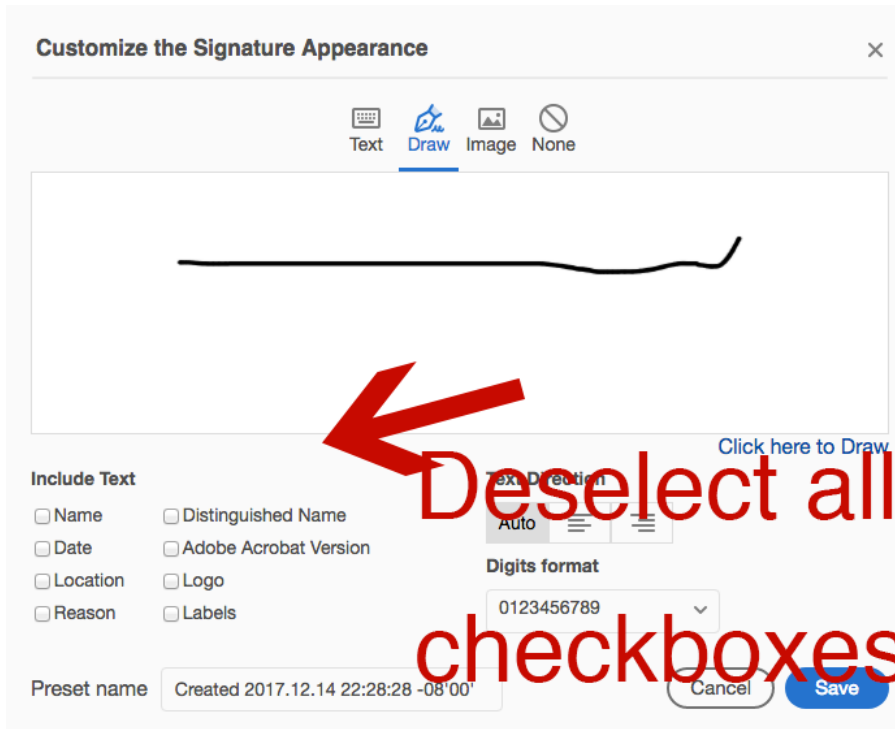 Customize the Signature Appearance
Text Draw Image None
Click here to Draw
Deselect all
Include Text
Text Direction
Name Distinguished Name
Auto
Date Adobe Acrobat Version
Digits format
Location Logo
0123456789
Reason Labels
checkboxes
Preset name Created 2017.12.14 22:28:28 -08'00'
Cancel Save